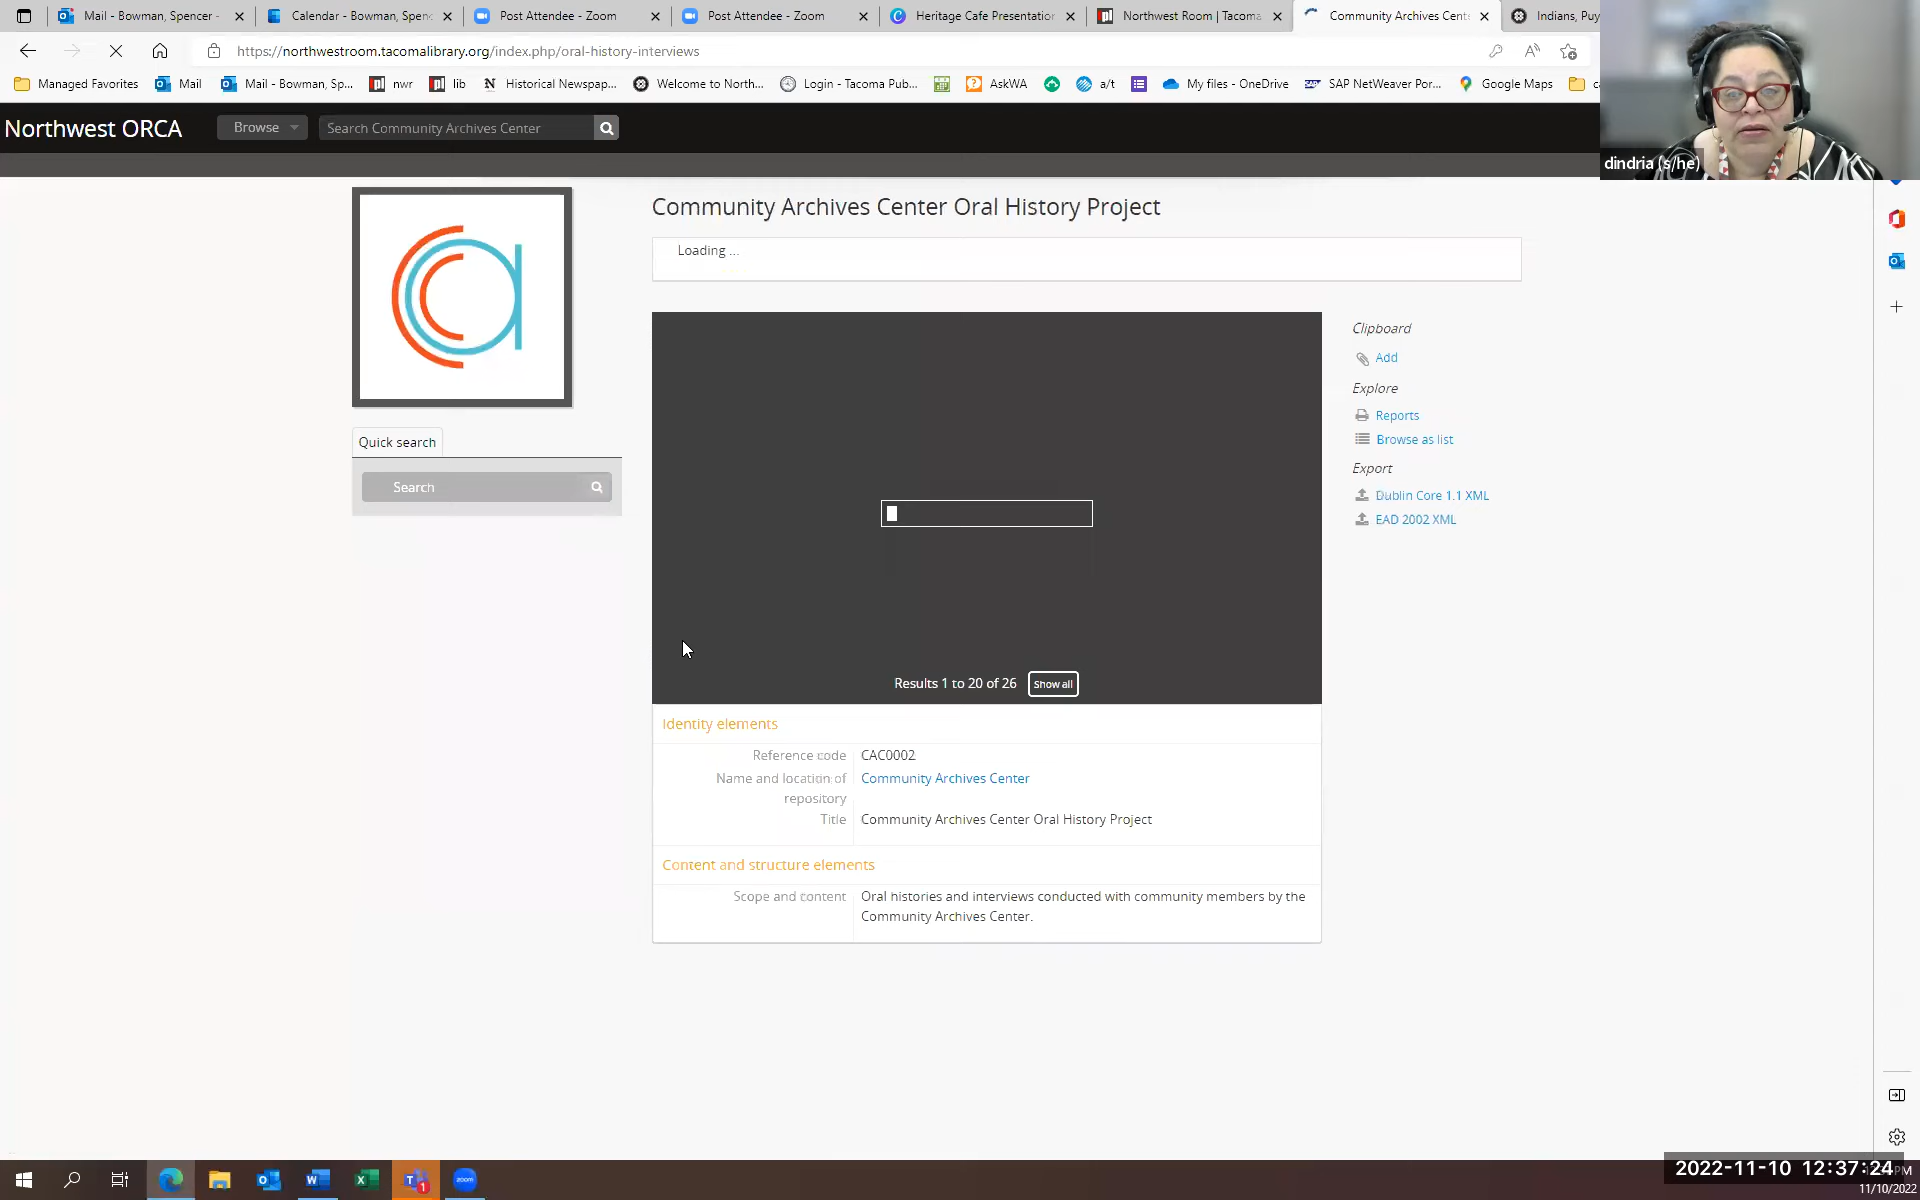 Mail - Bowman, Spencer -
Calendar - Bowman, Spenc
Post Attendee - Zoom
Post Attendee - Zoom
Heritage Cafe Presentation
Northwest Room | Tacoma
Community Archives Cent
Indians, Puy
https://northwestroom.tacomalibrary.org/index.php/oral-history-interviews
Managed Favorites
Mail
Mail - Bowman, Sp...
nwr
lib
Historical Newspap...
Welcome to North...
Login - Tacoma Pub...
AskWA
a/t
My files - OneDrive
SAP NetWeaver Por...
Google Maps
Northwest ORCA
Browse
Search Community Archives Center
dindria (s/he)
Community Archives Center Oral History Project
Loading ...
Quick search
Search
Results 1 to 20 of 26
Show all
Clipboard
Add
Explore
Reports
Browse as list
Export
Dublin Core 1.1 XML
EAD 2002 XML
Identity elements
Reference code CAC0002
Name and location of Community Archives Center
repository
Title Community Archives Center Oral History Project
Content and structure elements
Scope and content Oral histories and interviews conducted with community members by the
Community Archives Center.
2022-11-10 12:37:24
PM
11/10/2022